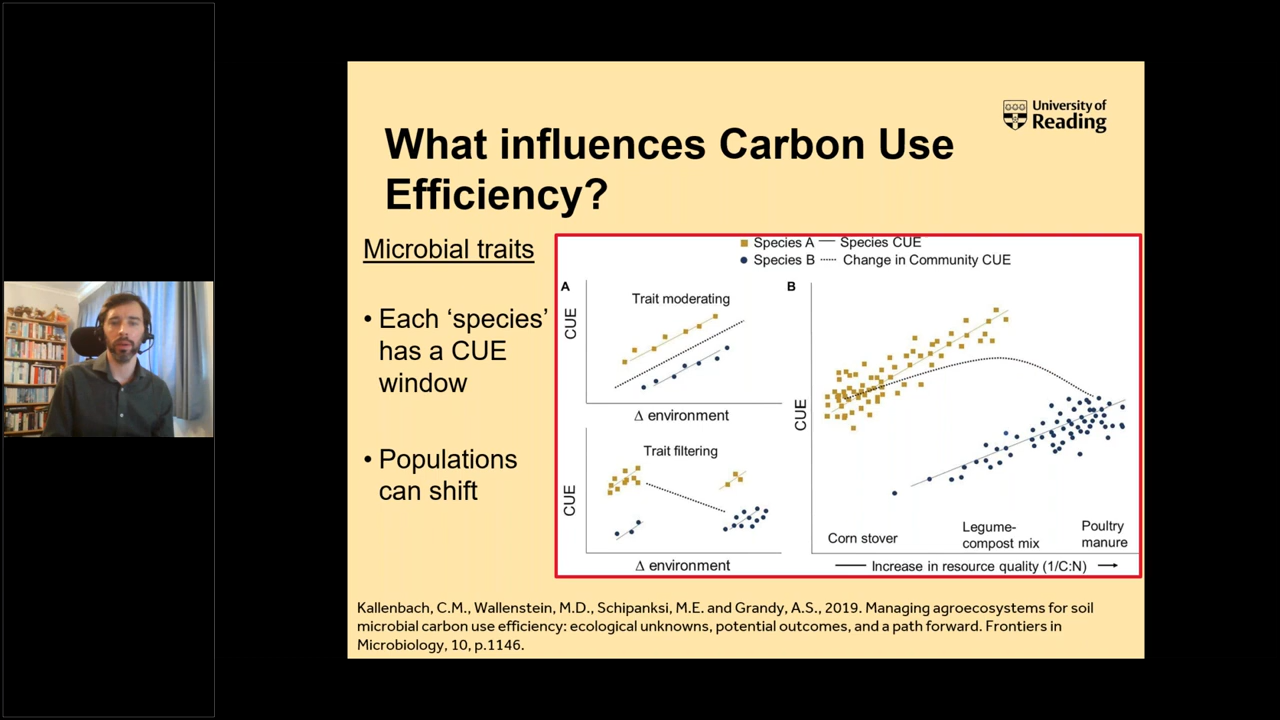 University of
Reading
What influences Carbon Use
Efficiency?
Microbial traits
• Each ‘species’
has a CUE
window
• Populations
can shift
Species A Species CUE
Species B Change in Community CUE
A
Trait moderating
CUE
Δ environment
Trait filtering
CUE
Δ environment
B
CUE
Corn stover
Legume-
compost mix
Poultry
manure
Increase in resource quality (1/C:N)
Kallenbach, C.M., Wallenstein, M.D., Schipanksi, M.E. and Grandy, A.S., 2019. Managing agroecosystems for soil
microbial carbon use efficiency: ecological unknowns, potential outcomes, and a path forward. Frontiers in
Microbiology, 10, p.1146.